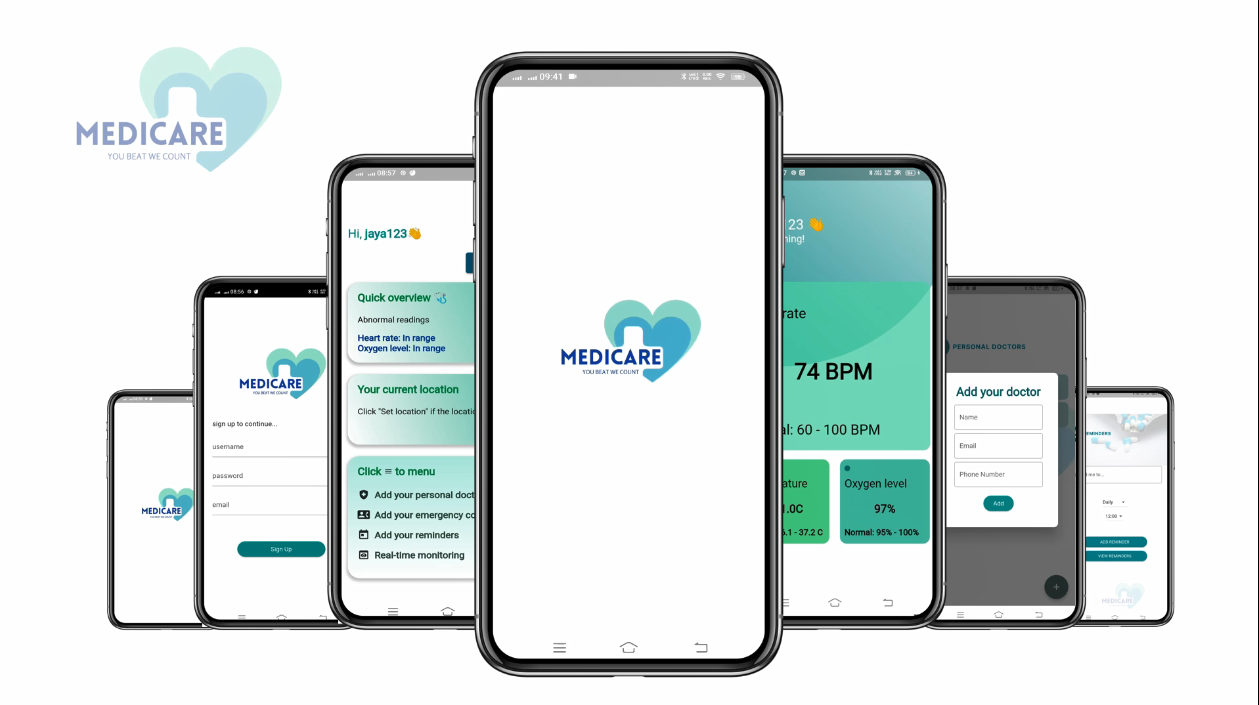 MEDICARE
YOU BEAT WE COUNT
MEDICARE
YOU BEAT WE COUNT
08:56
MEDICARE
YOU BEAT WE COUNT
sign up to continue...
username
password
email
Sign Up
08:57
Hi, jaya123👋
Quick overview 🩺
Abnormal readings
Heart rate: In range
Oxygen level: In range
Your current location
Click "Set location" if the locatio
Click ≡ to menu
Add your personal doct
Add your emergency co
Add your reminders
Real-time monitoring
09:41
MEDICARE
YOU BEAT WE COUNT
23 👋
ning!
rate
74 BPM
al: 60 - 100 BPM
ature
1.0C
6.1 - 37.2 C
Oxygen level
97%
Normal: 95% - 100%
PERSONAL DOCTORS
Add your doctor
Name
Email
Phone Number
Add
+
REMINDERS
me to...
Daily
12:00
ADD REMINDER
VIEW REMINDERS
MEDICARE